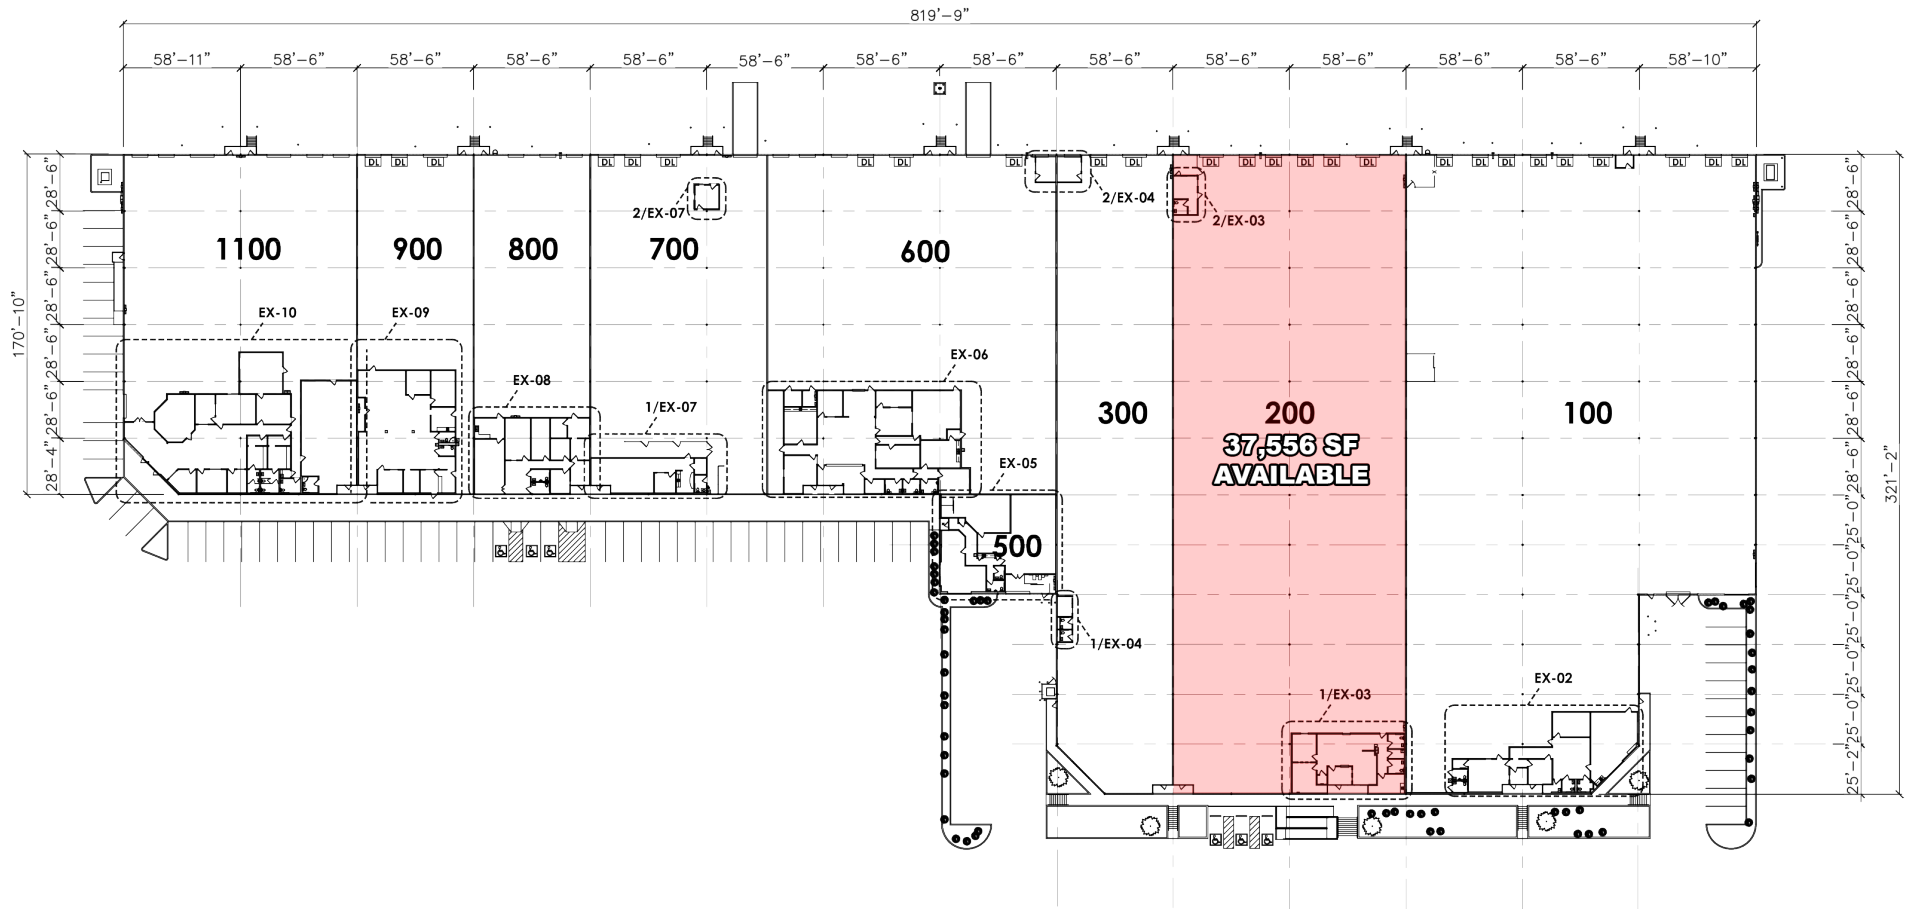 819'-9"
58'-11" 58'-6" 58'-6" 58'-6" 58'-6" 58'-6" 58'-6" 58'-6" 58'-6" 58'-6" 58'-6" 58'-6" 58'-6" 58'-10"
DL DL DL DL DL DL DL DL DL DL DL DL DL DL DL DL DL DL DL DL DL DL DL DL
170'-10"
28'-6"
28'-6"
28'-6"
28'-6"
28'-6"
28'-4"
2/EX-07
2/EX-04
2/EX-03
1100
900
800
700
600
EX-10
EX-09
EX-08
1/EX-07
EX-06
EX-05
500
1/EX-04
300
200
37,556 SF
AVAILABLE
100
1/EX-03
EX-02
28'-6"
28'-6"
28'-6"
28'-6"
28'-6"
28'-6"
25'-0"
25'-0"
25'-0"
25'-0"
25'-0"
25'-2"
321'-2"